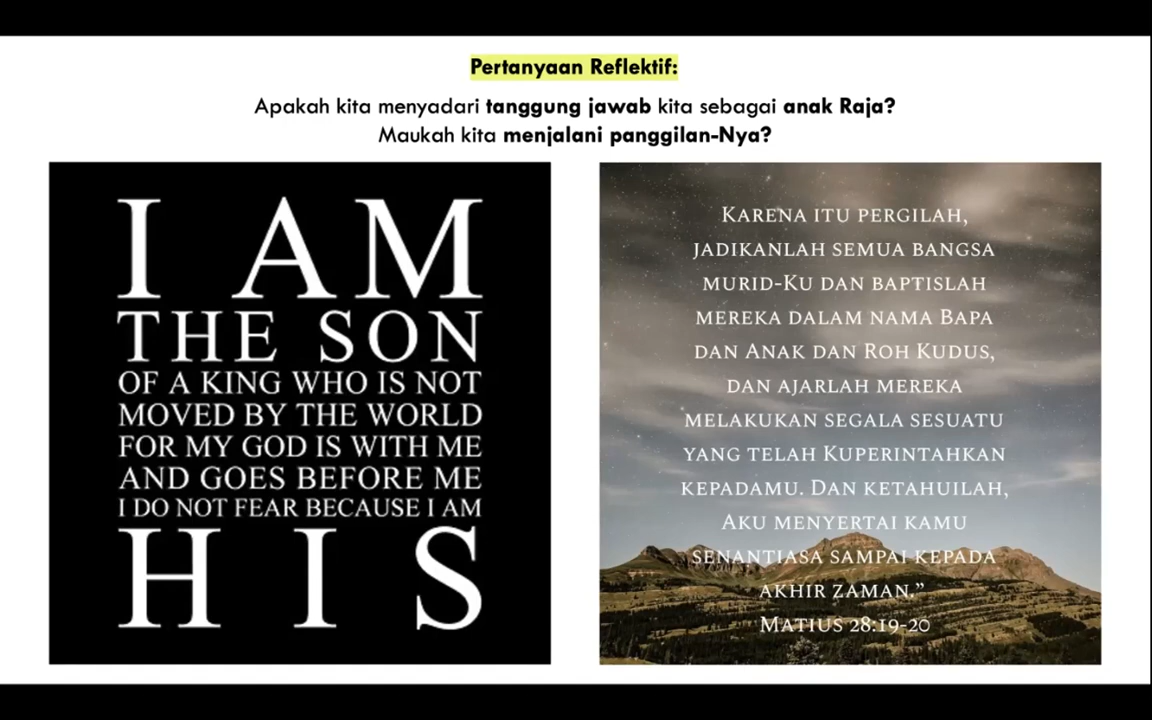 Pertanyaan Reflektif:
Apakah kita menyadari tanggung jawab kita sebagai anak Raja?
Maukah kita menjalani panggilan-Nya?
I AM
THE SON
OF A KING WHO IS NOT
MOVED BY THE WORLD
FOR MY GOD IS WITH ME
AND GOES BEFORE ME
I DO NOT FEAR BECAUSE I AM
HIS
KARENA ITU PERGILAH,
JADIKANLAH SEMUA BANGSA
MURID-KU DAN BAPTISLAH
MEREKA DALAM NAMA BAPA
DAN ANAK DAN ROH KUDUS,
DAN AJARLAH MEREKA
MELAKUKAN SEGALA SESUATU
YANG TELAH KUPERINTAHKAN
KEPADAMU. DAN KETAHUILAH,
AKU MENYERTAI KAMU
SENANTIASA SAMPAI KEPADA
AKHIR ZAMAN.”
MATIUS 28:19-20